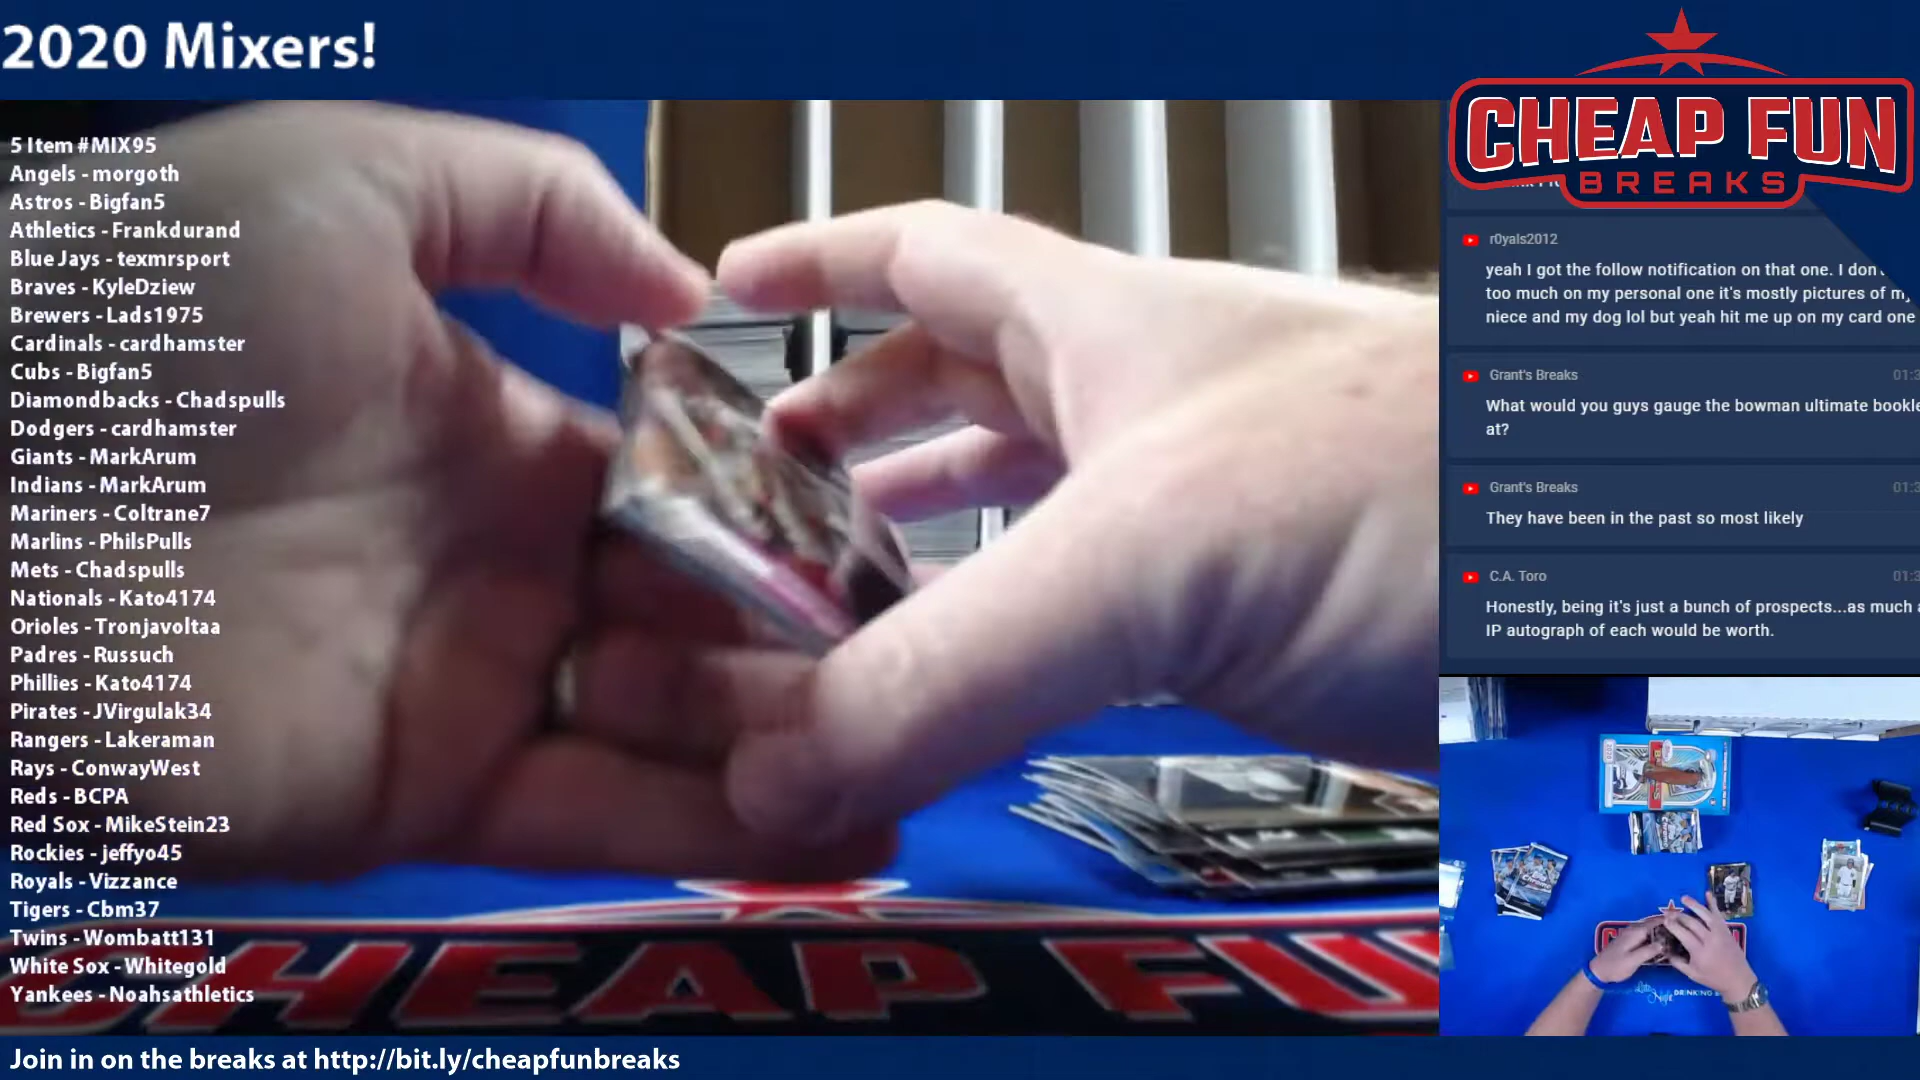 2020 Mixers!
5 Item #MIX95
Angels - morgoth
Astros - Bigfan5
Athletics - Frankdurand
Blue Jays - texmrsport
Braves - KyleDziew
Brewers - Lads1975
Cardinals - cardhamster
Cubs - Bigfan5
Diamondbacks - Chadspulls
Dodgers - cardhamster
Giants - MarkArum
Indians - MarkArum
Mariners - Coltrane7
Marlins - PhilsPulls
Mets - Chadspulls
Nationals - Kato4174
Orioles - Tronjavoltaa
Padres - Russuch
Phillies - Kato4174
Pirates - JVirgulak34
Rangers - Lakeraman
Rays - ConwayWest
Reds - BCPA
Red Sox - MikeStein23
Rockies - jeffyo45
Royals - Vizzance
Tigers - Cbm37
Twins - Wombatt131
White Sox - Whitegold
Yankees - Noahsathletics
CHEAP FU
Join in on the breaks at http://bit.ly/cheapfunbreaks
CHEAP FUN
BREAKS
r0yals2012
yeah I got the follow notification on that one. I don
too much on my personal one it's mostly pictures of my
niece and my dog lol but yeah hit me up on my card one
Grant's Breaks 01:3
What would you guys gauge the bowman ultimate bookle
at?
Grant's Breaks 01:3
They have been in the past so most likely
C.A. Toro 01:3
Honestly, being it's just a bunch of prospects...as much a
IP autograph of each would be worth.
DRINKING